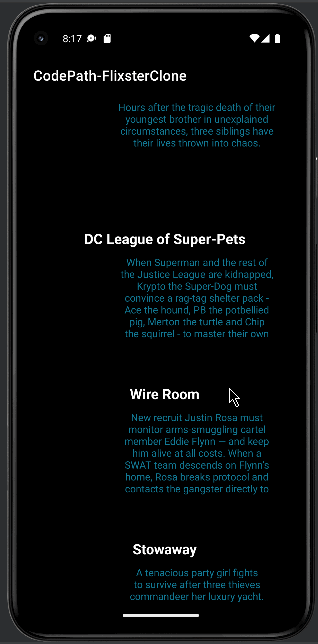 8:17
CodePath-FlixsterClone
Hours after the tragic death of their
youngest brother in unexplained
circumstances, three siblings have
their lives thrown into chaos.
DC League of Super-Pets
When Superman and the rest of
the Justice League are kidnapped,
Krypto the Super-Dog must
convince a rag-tag shelter pack -
Ace the hound, PB the potbellied
pig, Merton the turtle and Chip
the squirrel - to master their own
Wire Room
New recruit Justin Rosa must
monitor arms smuggling cartel
member Eddie Flynn — and keep
him alive at all costs. When a
SWAT team descends on Flynn's
home, Rosa breaks protocol and
contacts the gangster directly to
Stowaway
A tenacious party girl fights
to survive after three thieves
commandeer her luxury yacht.